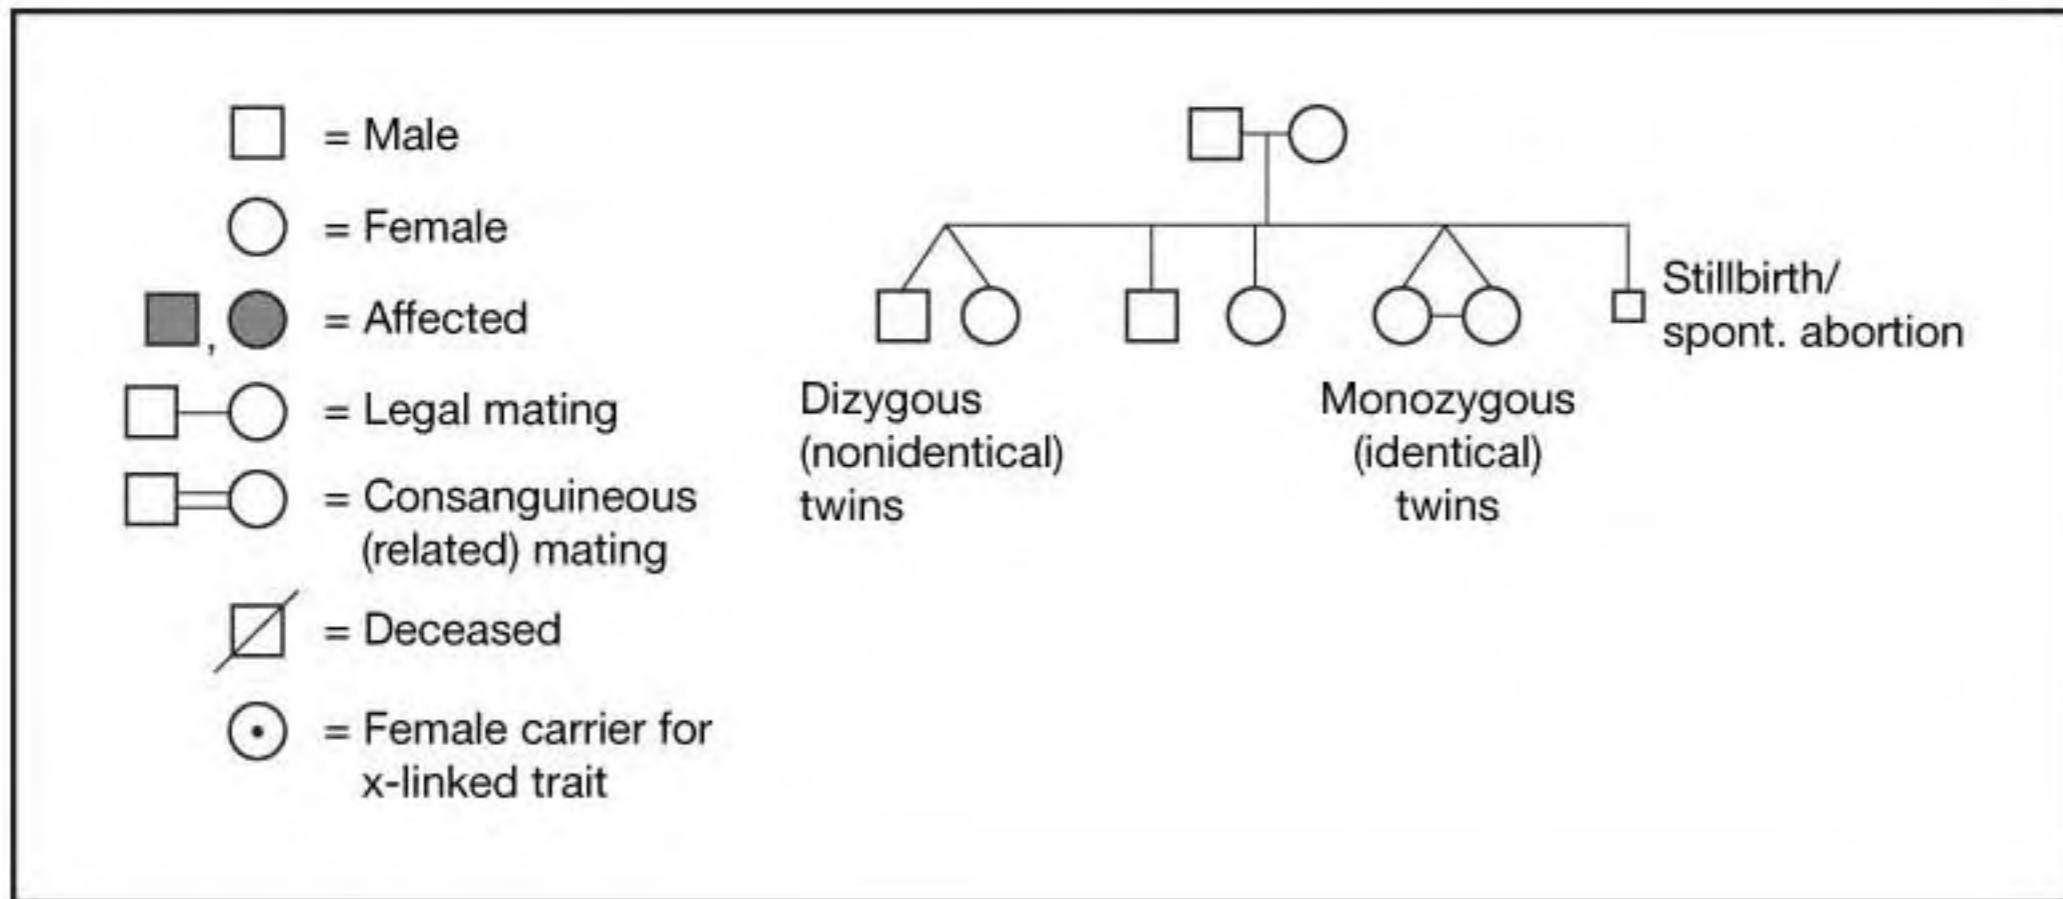 = Male
= Female
, = Affected
= Legal mating
= Consanguineous
(related) mating
= Deceased
= Female carrier for
x-linked trait
Stillbirth/
spont. abortion
Dizygous
(nonidentical)
twins
Monozygous
(identical)
twins